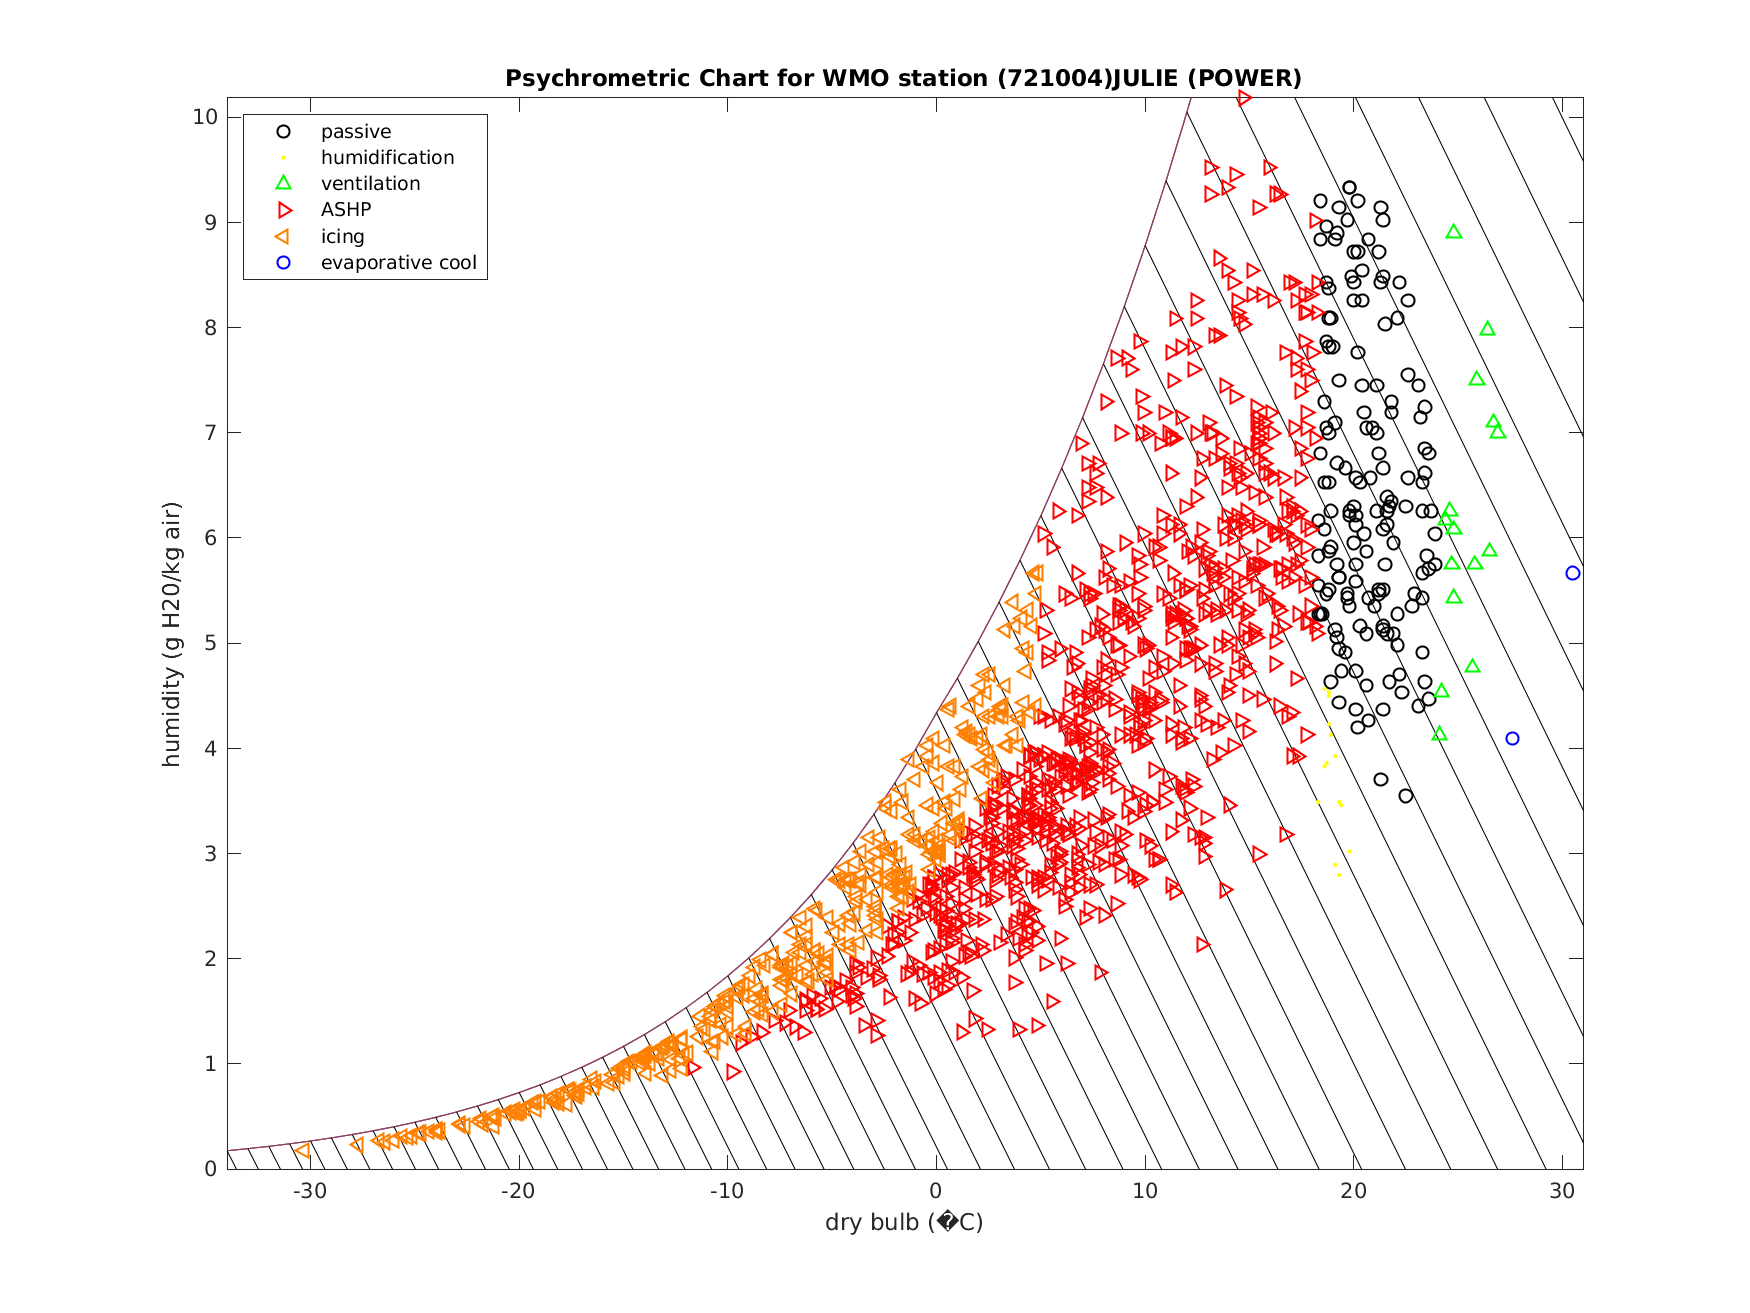 Psychrometric Chart for WMO station (721004)JULIE (POWER)
passive
humidification
ventilation
ASHP
icing
evaporative cool
10
9
8
7
6
5
4
3
2
1
0
humidity (g H20/kg air)
-30 -20 -10 0 10 20 30
dry bulb (�C)